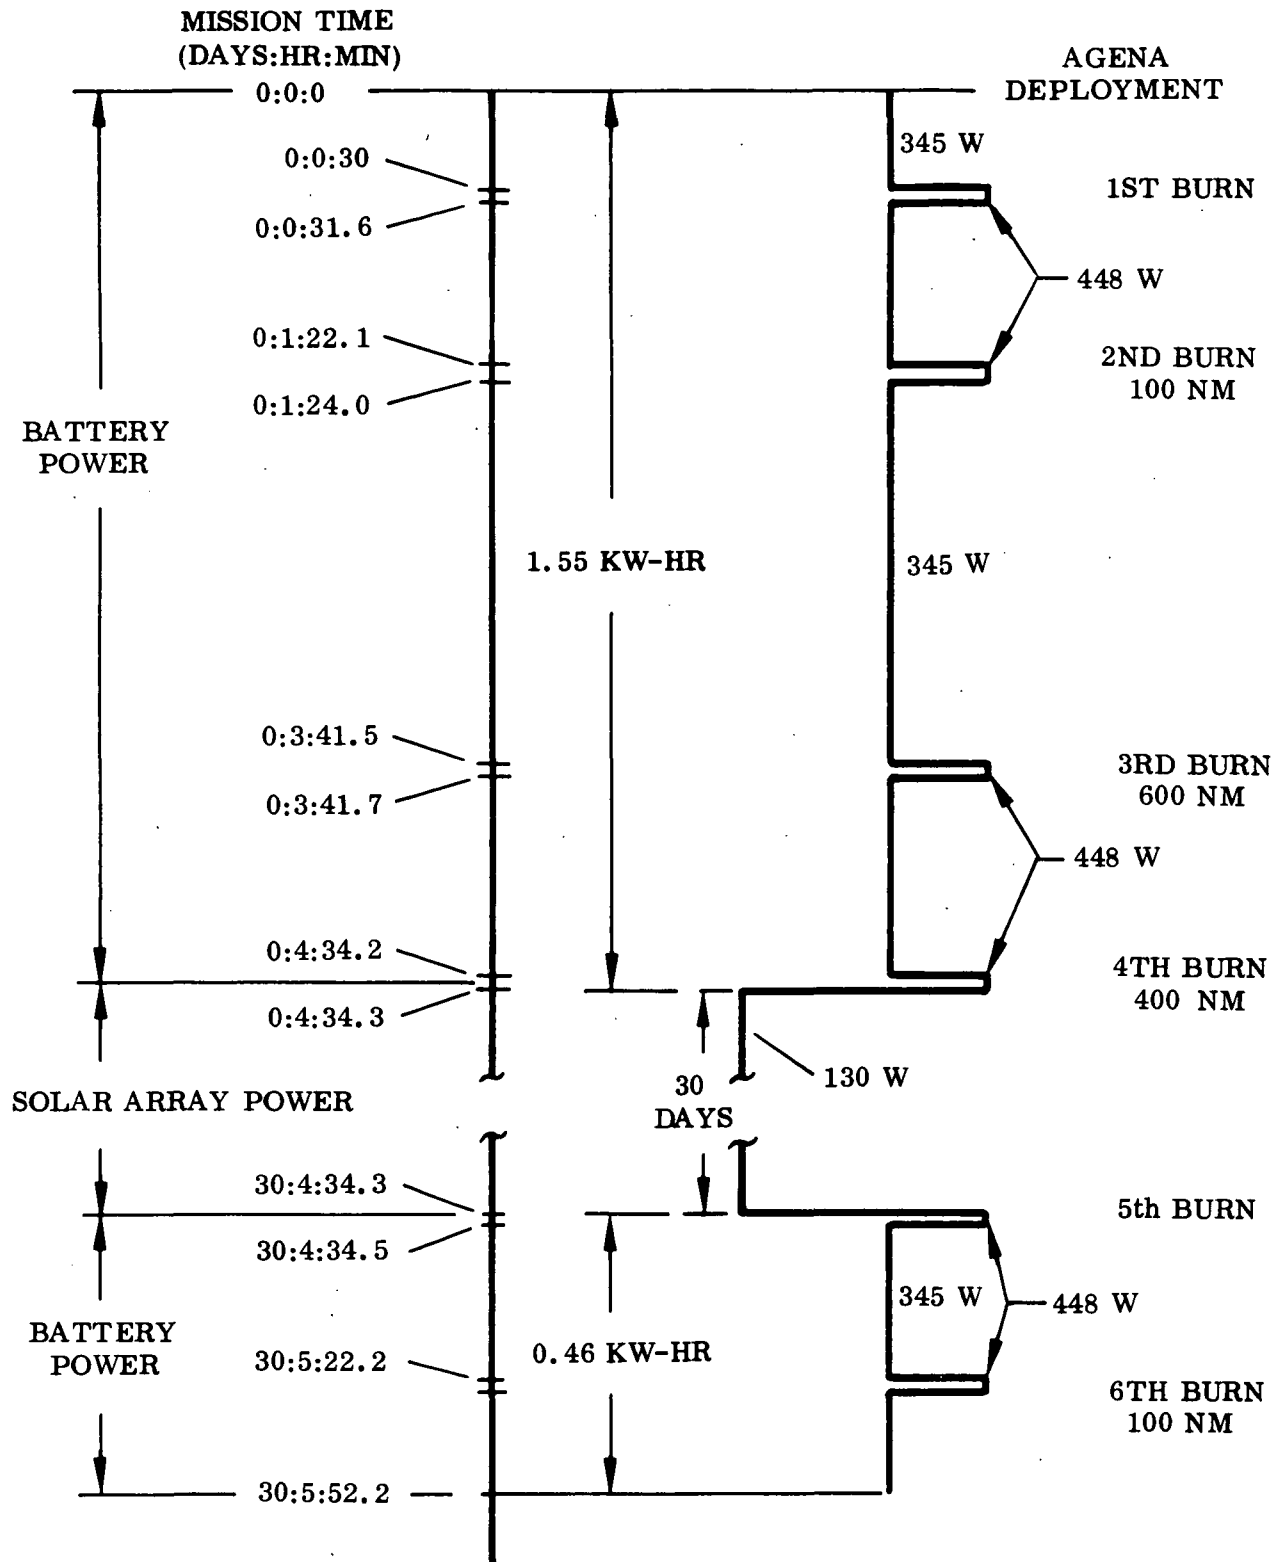 MISSION TIME
(DAYS:HR:MIN)
0:0:0
AGENA
DEPLOYMENT
345 W
0:0:30
1ST BURN
0:0:31.6
448 W
0:1:22.1
2ND BURN
100 NM
0:1:24.0
BATTERY
POWER
1.55 KW-HR
345 W
0:3:41.5
3RD BURN
600 NM
0:3:41.7
448 W
0:4:34.2
4TH BURN
400 NM
0:4:34.3
130 W
30
DAYS
SOLAR ARRAY POWER
30:4:34.3
5th BURN
30:4:34.5
345 W
448 W
BATTERY
POWER
0.46 KW-HR
30:5:22.2
6TH BURN
100 NM
30:5:52.2